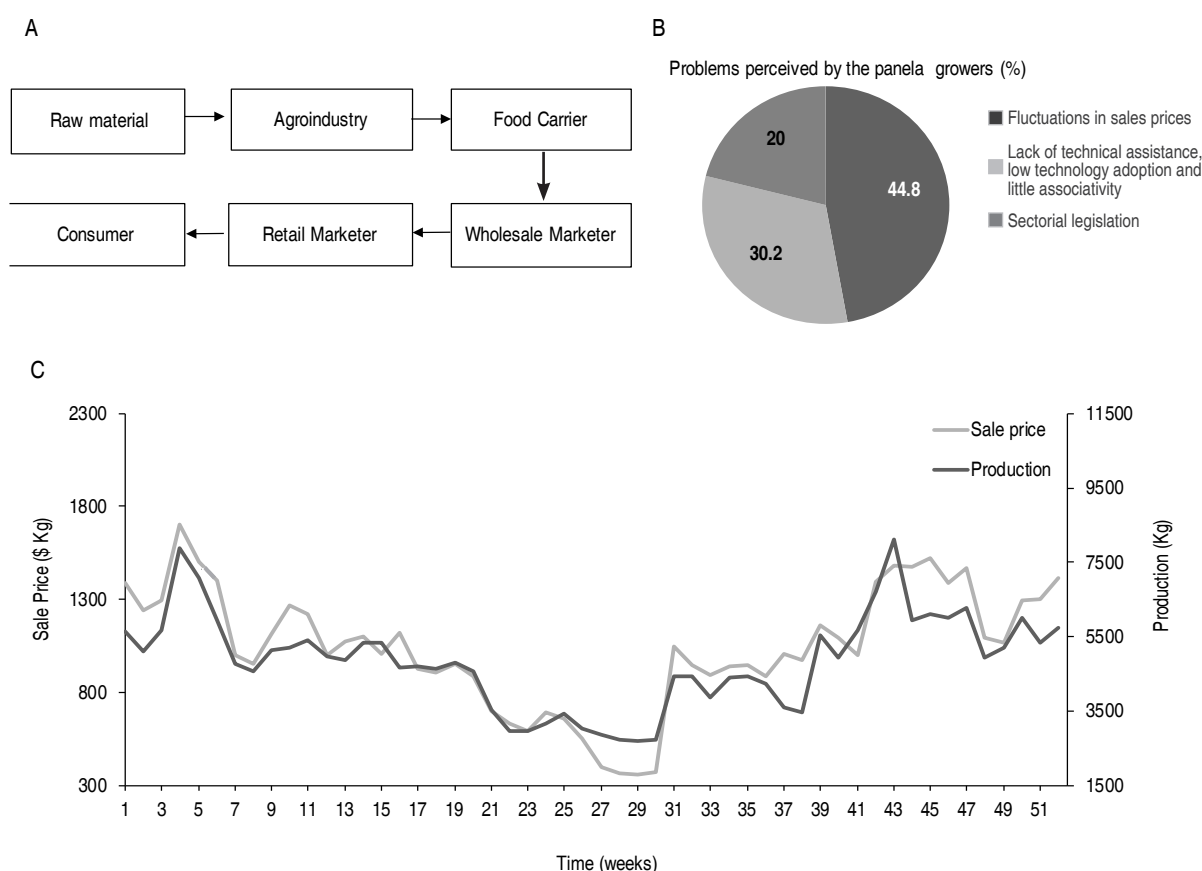 A
Raw material
Agroindustry
Food Carrier
Consumer
Retail Marketer
Wholesale Marketer
B
Problems perceived by the panela growers (%)
20
44.8
30.2
Fluctuations in sales prices
Lack of technical assistance,
low technology adoption and
little associativity
Sectorial legislation
C
2300
1800
1300
800
300
Sale Price ($ Kg)
Sale price
Production
11500
9500
7500
5500
3500
1500
Production (Kg)
1 3 5 7 9 11 13 15 17 19 21 23 25 27 29 31 33 35 37 39 41 43 45 47 49 51
Time (weeks)